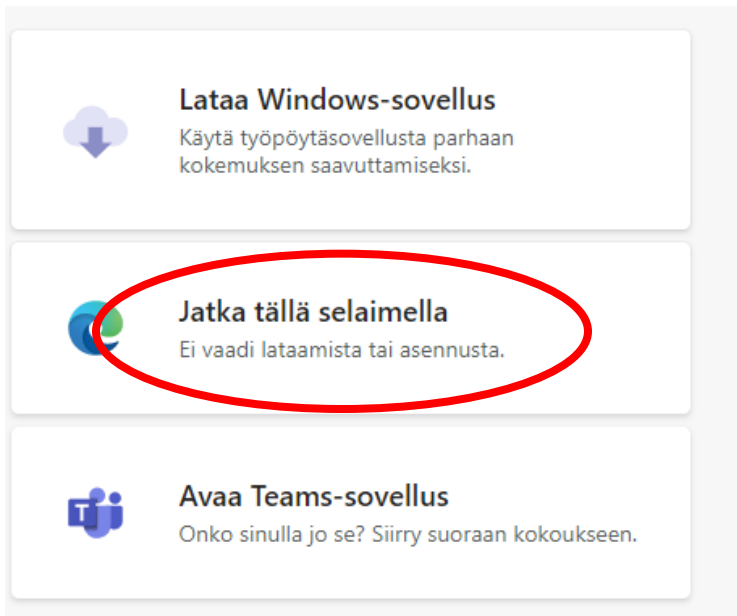 Lataa Windows-sovellus
Käytä työpöytäsovellusta parhaan
kokemuksen saavuttamiseksi.
Jatka tällä selaimella
Ei vaadi lataamista tai asennusta.
T
Avaa Teams-sovellus
Onko sinulla jo se? Siirry suoraan kokoukseen.